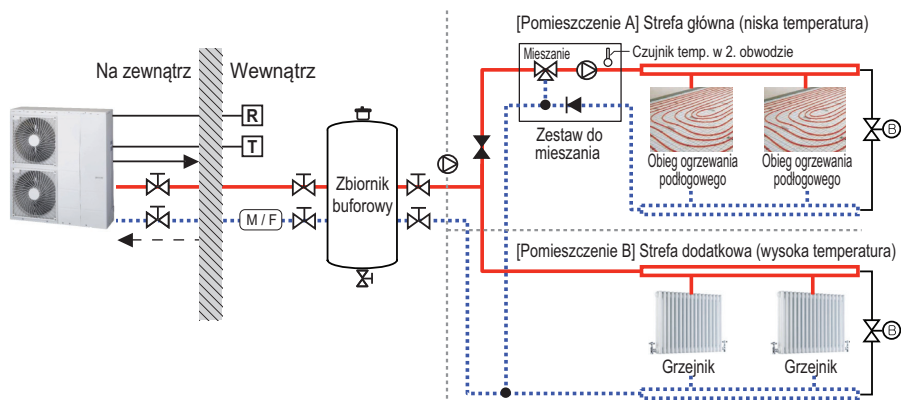 [Pomieszczenie A] Strefa główna (niska temperatura)
Mieszanie
Czujnik temp. w 2. obwodzie
Na zewnątrz
Wewnątrz
R
T
Zestaw do
mieszania
Obieg ogrzewania
podłogowego
Obieg ogrzewania
podłogowego
B
Zbiornik
buforowy
M / F
[Pomieszczenie B] Strefa dodatkowa (wysoka temperatura)
B
Grzejnik
Grzejnik